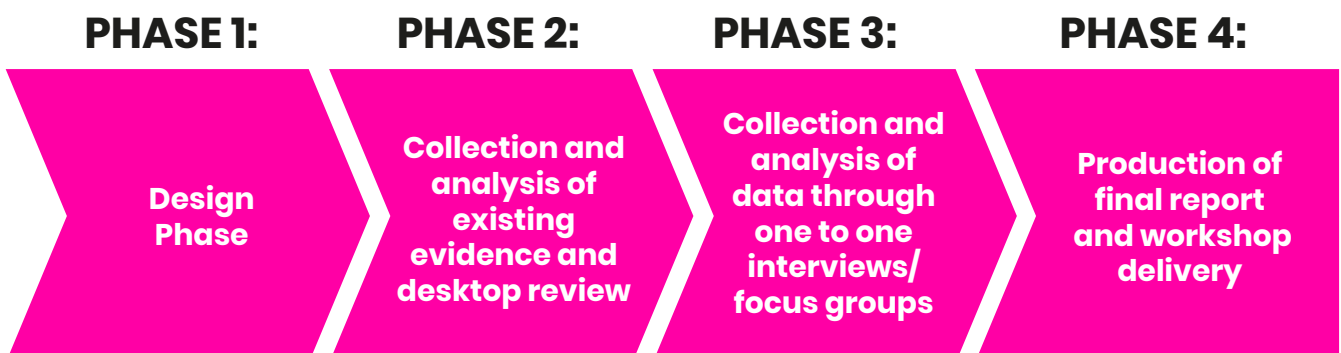 PHASE 1:
PHASE 2:
PHASE 3:
PHASE 4:
Design
Phase
Collection and
analysis of
existing
evidence and
desktop review
Collection and
analysis of
data through
one to one
interviews/
focus groups
Production of
final report
and workshop
delivery